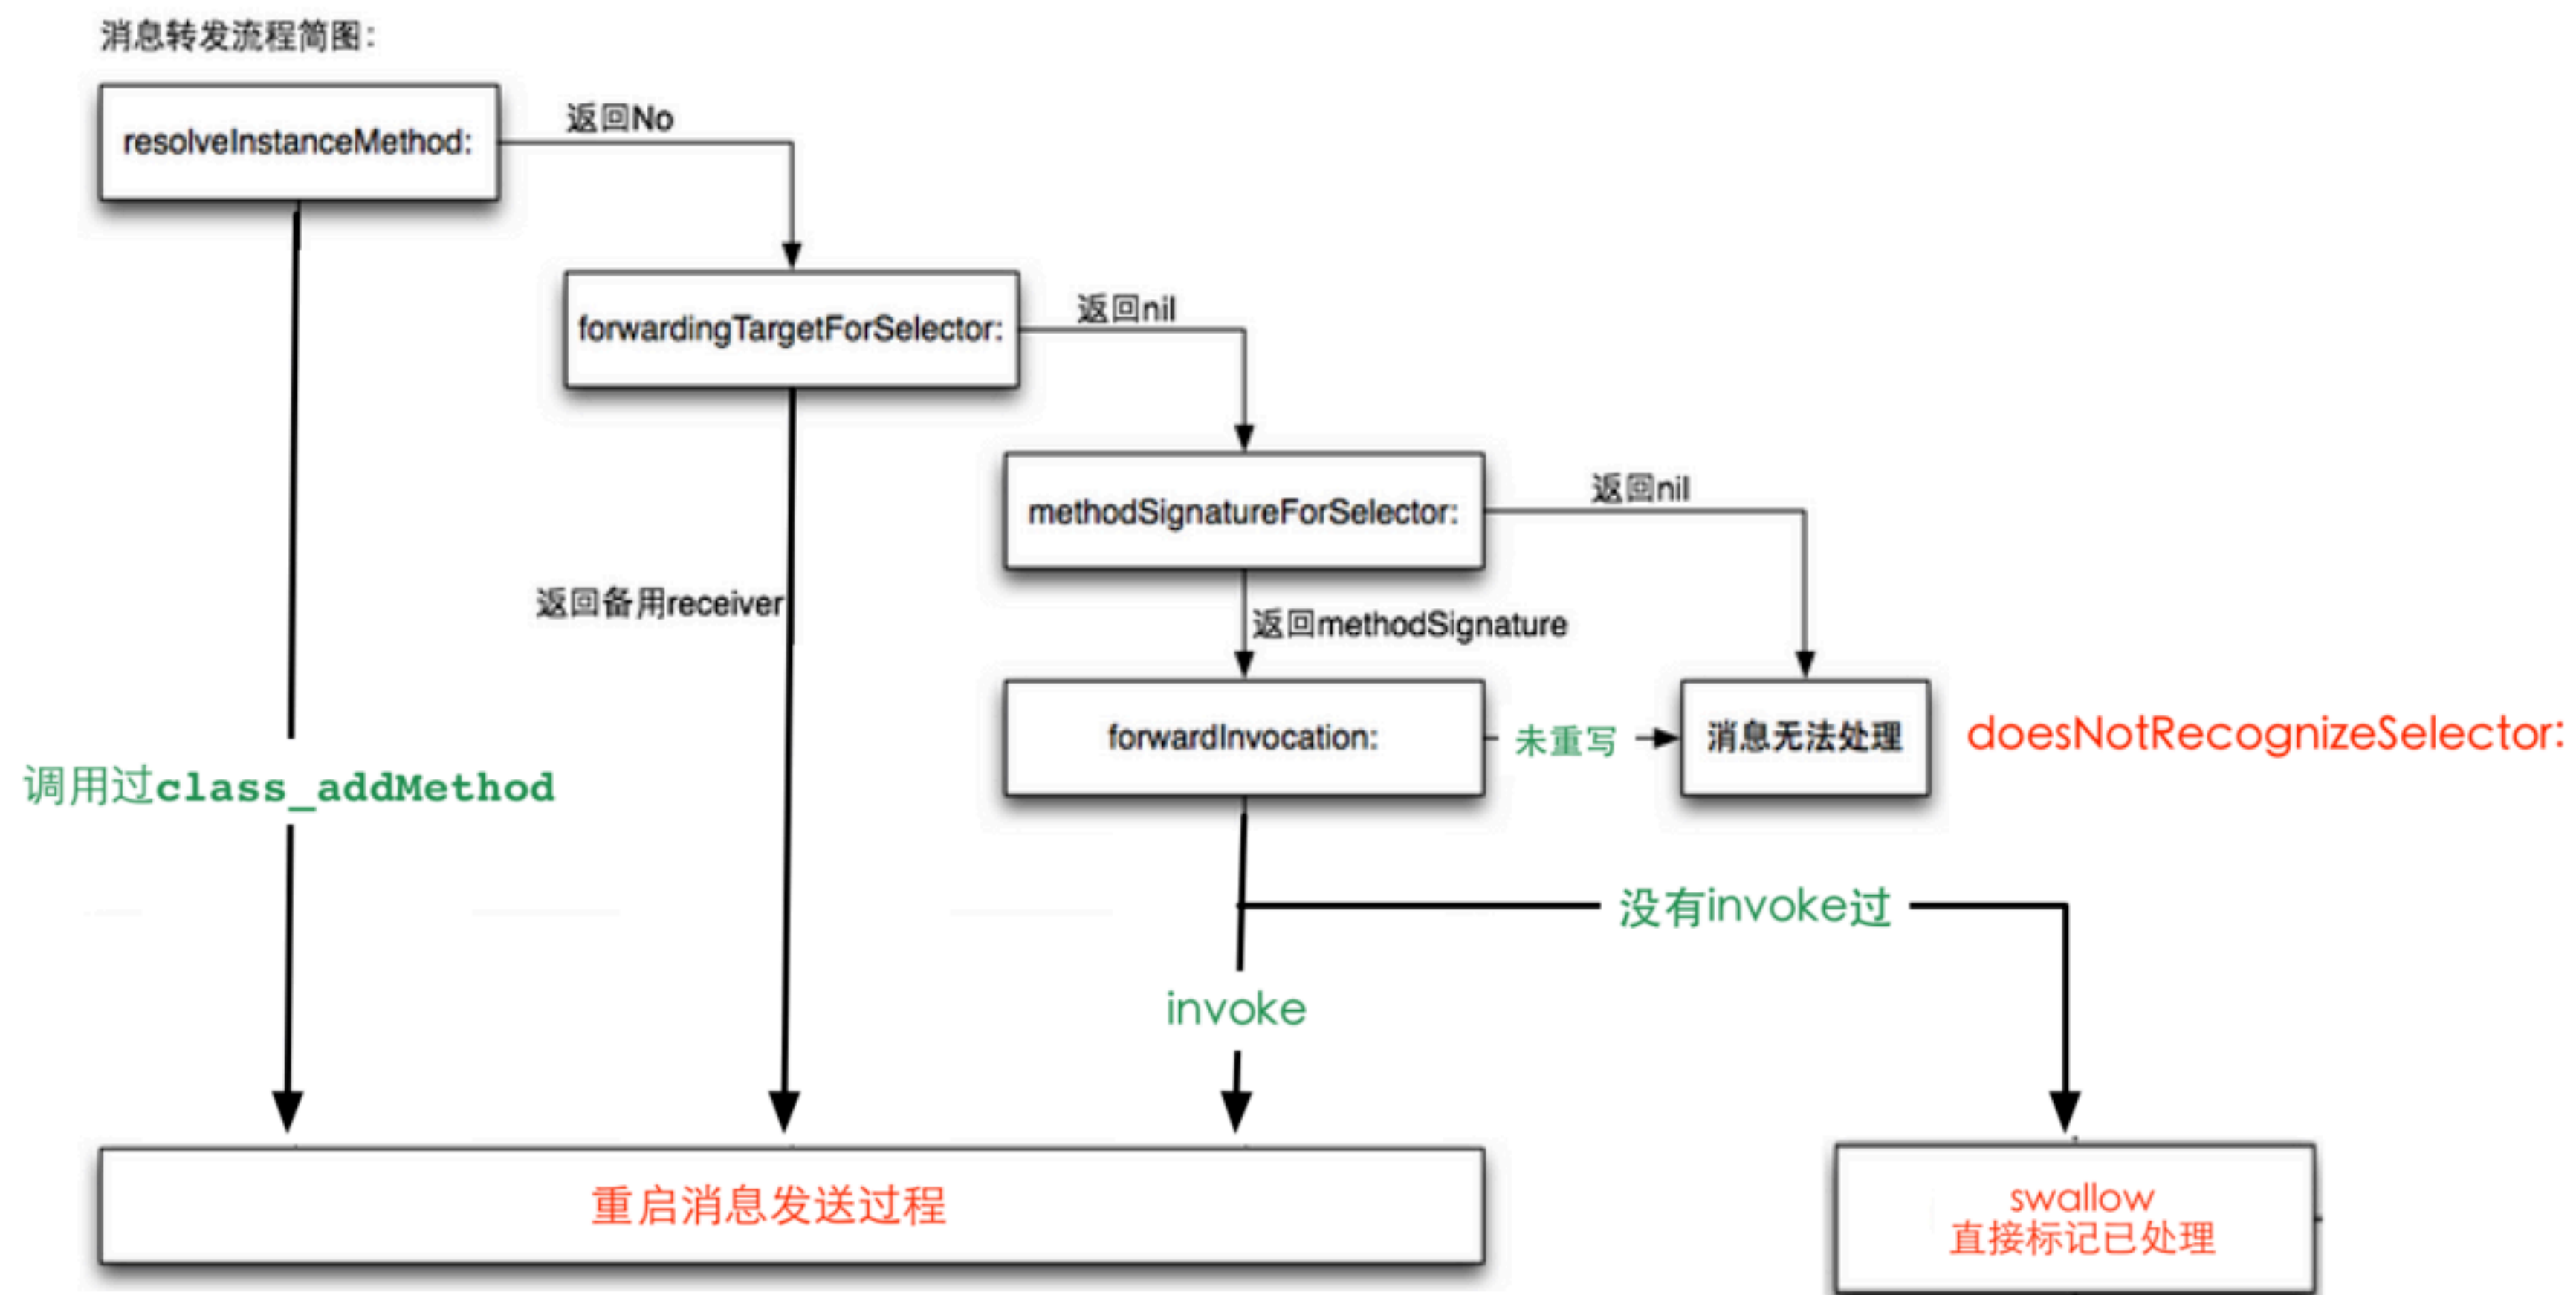 消息转发流程简图：
返回No
resolveInstanceMethod:
返回nil
forwardingTargetForSelector:
返回nil
methodSignatureForSelector:
返回备用receiver
返回methodSignature
forwardInvocation:
未重写
消息无法处理
doesNotRecognizeSelector:
调用过class_addMethod
没有invoke过
invoke
重启消息发送过程
swallow
直接标记已处理